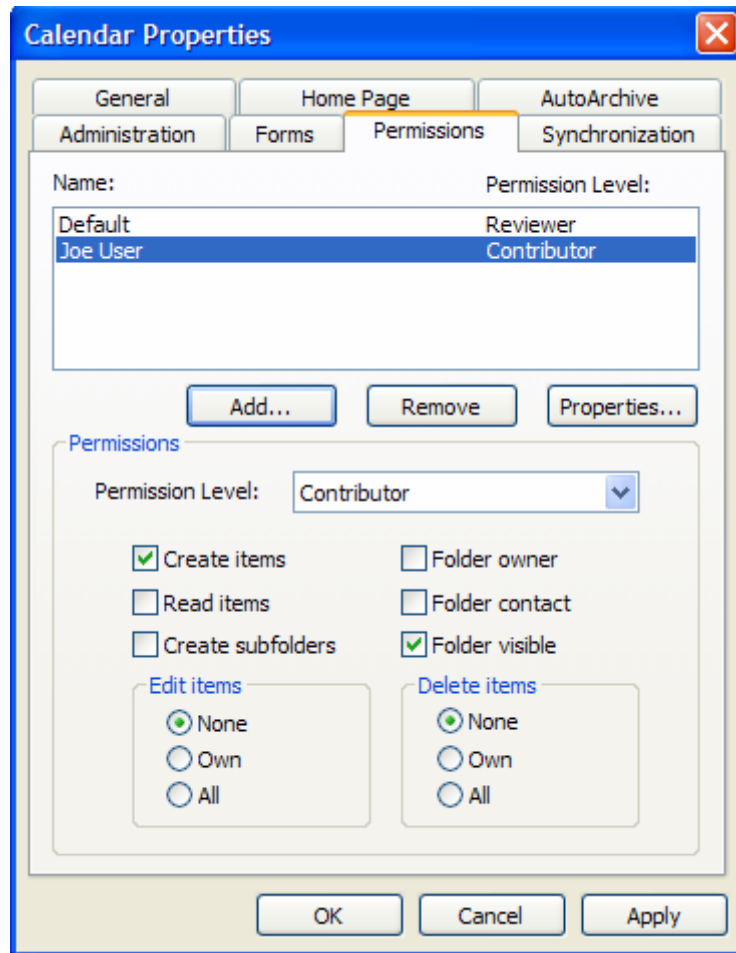 Calendar Properties
General Home Page AutoArchive
Administration Forms Permissions Synchronization
Name: Permission Level:
Default Reviewer
Joe User Contributor
Add... Remove Properties...
Permissions
Permission Level: Contributor
Create items Folder owner
Read items Folder contact
Create subfolders Folder visible
Edit items Delete items
None None
Own Own
All All
OK Cancel Apply